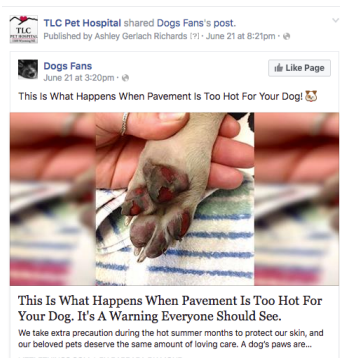 TLC Pet Hospital shared Dogs Fans's post.
Published by Ashley Gerlach Richards [?] · June 21 at 8:21pm ·
TLC
PET HOSPITAL
Dogs Fans
June 21 at 3:20pm ·
Like Page
This Is What Happens When Pavement Is Too Hot For Your Dog!
This Is What Happens When Pavement Is Too Hot For
Your Dog. It's A Warning Everyone Should See.
We take extra precaution during the hot summer months to protect our skin, and
our beloved pets deserve the same amount of loving care. A dog's paws are...